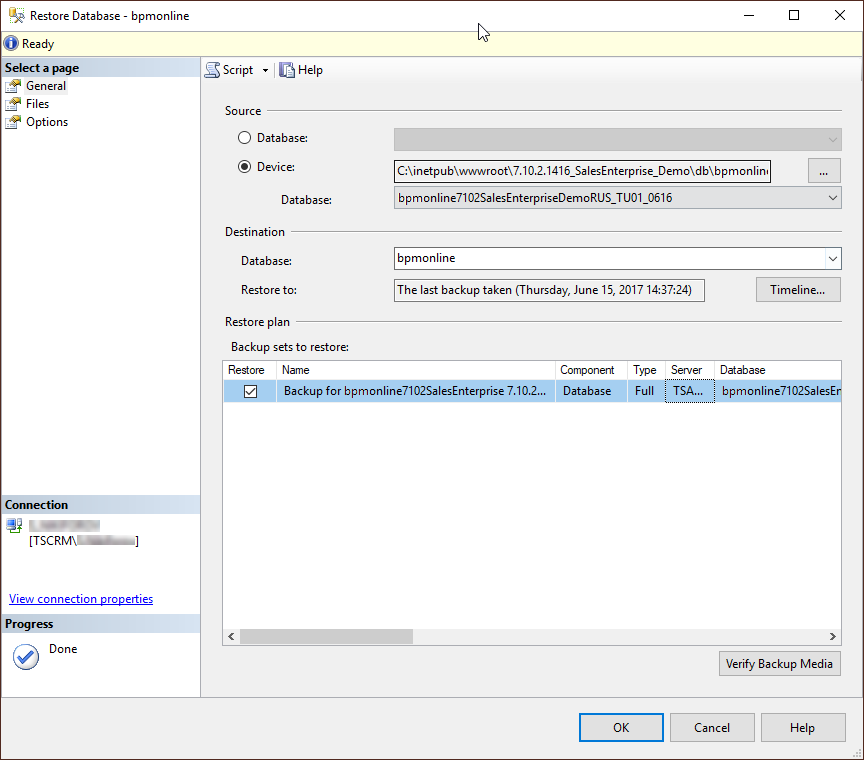 Restore Database - bpmonline
Ready
Select a page
General
Files
Options
Script
Help
Source
Database:
Device:
C:\inetpub\wwwroot\7.10.2.1416_SalesEnterprise_Demo\db\bpmonline
...
Database:
bpmonline7102SalesEnterpriseDemoRUS_TU01_0616
Destination
Database:
bpmonline
Restore to:
The last backup taken (Thursday, June 15, 2017 14:37:24)
Timeline...
Restore plan
Backup sets to restore:
Restore Name Component Type Server Database
Backup for bpmonline7102SalesEnterprise 7.10.2... Database Full TSA... bpmonline7102SalesEn
Connection
[TSCRM\ ]
View connection properties
Progress
Done
Verify Backup Media
OK
Cancel
Help